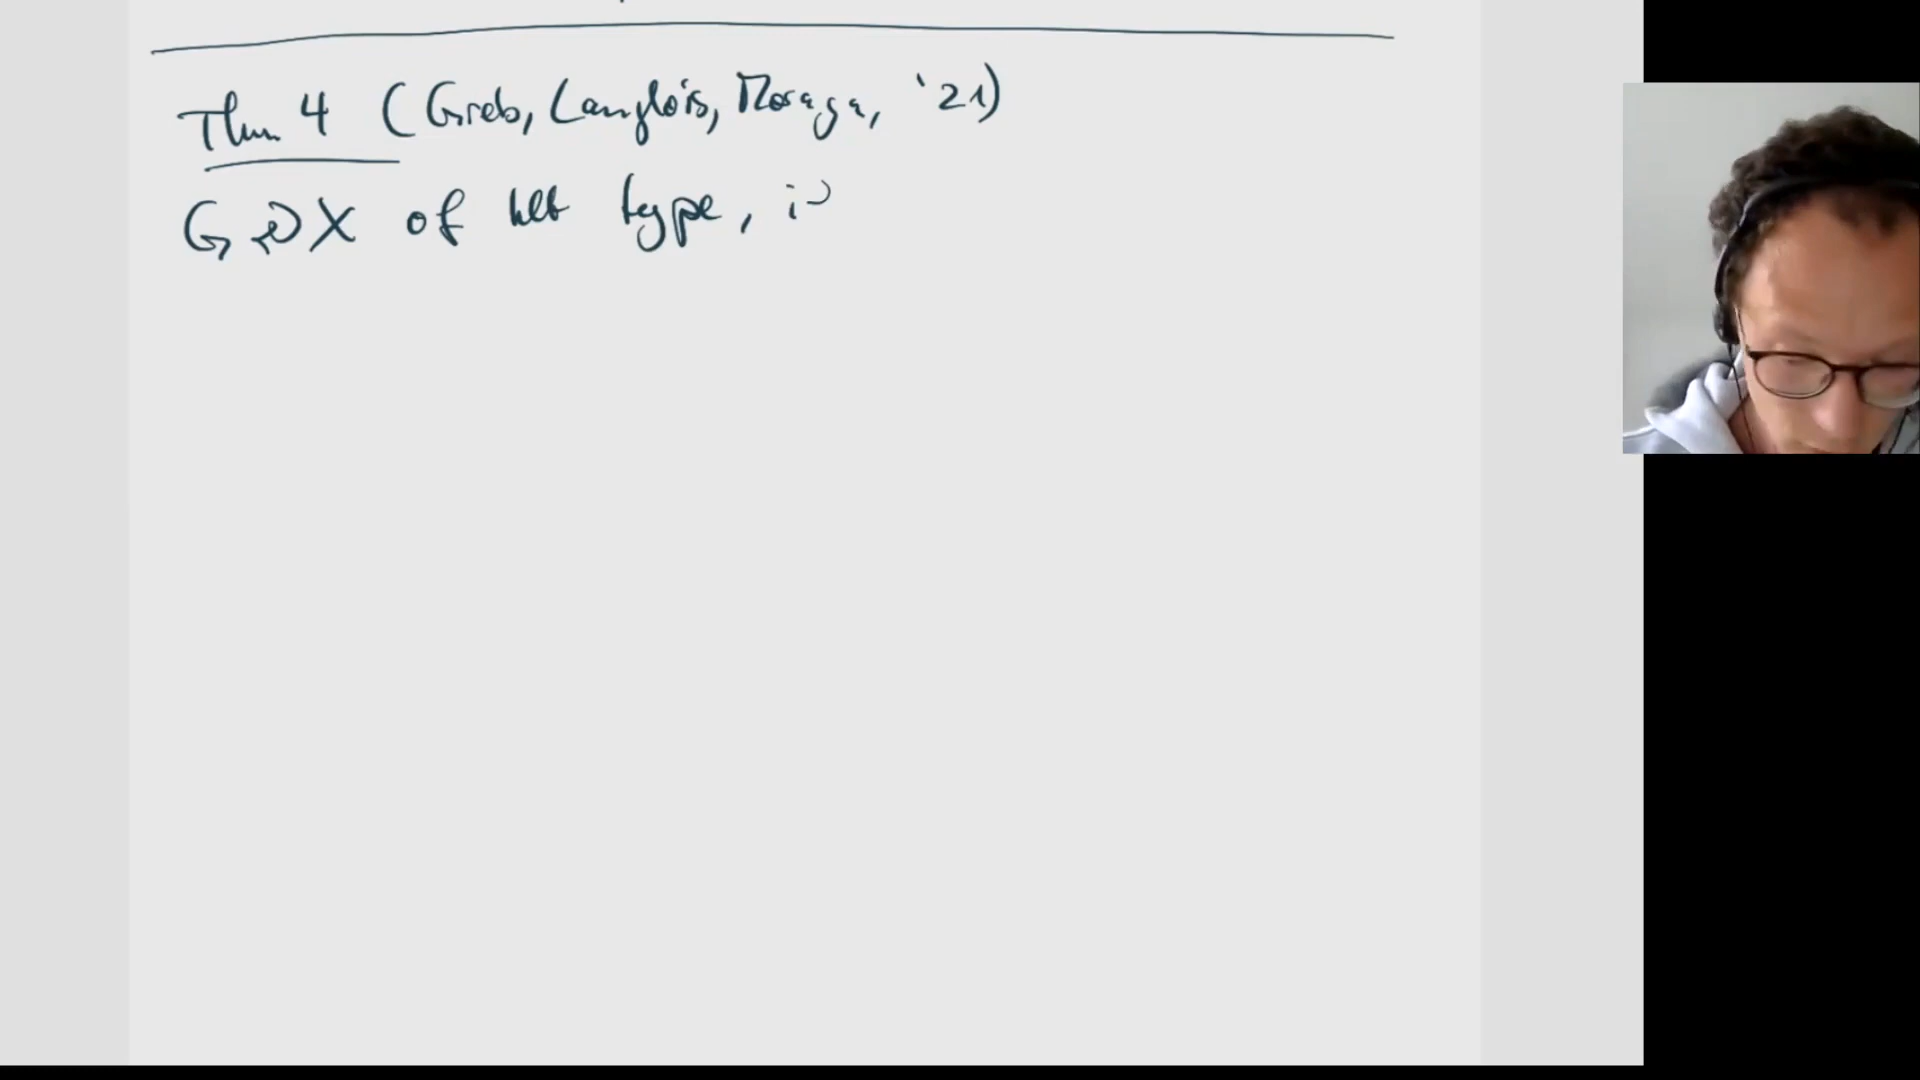 Thm 4 (Greb, Langlois, Moraga, '21)
G ↻ X of klt type,